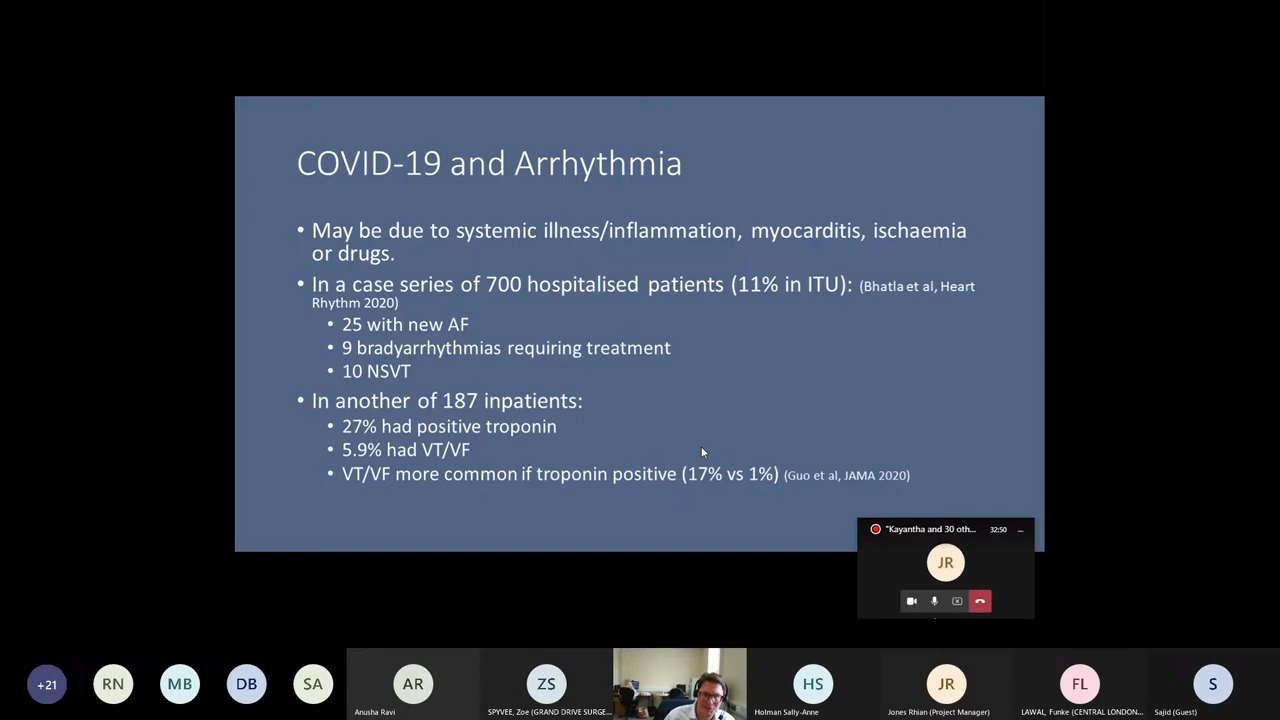 COVID-19 and Arrhythmia
• May be due to systemic illness/inflammation, myocarditis, ischaemia
or drugs.
• In a case series of 700 hospitalised patients (11% in ITU): (Bhatla et al, Heart
Rhythm 2020)
• 25 with new AF
• 9 bradyarrhythmias requiring treatment
• 10 NSVT
• In another of 187 inpatients:
• 27% had positive troponin
• 5.9% had VT/VF
• VT/VF more common if troponin positive (17% vs 1%) (Guo et al, JAMA 2020)
"Kayantha and 30 oth... 32:50
JR
+21 RN MB DB SA AR ZS HS JR FL S
Anusha Ravi SPYVEE, Zoe (GRAND DRIVE SURGE... Holman Sally-Anne Jones Rhian (Project Manager) LAWAL, Funke (CENTRAL LONDON... Sajid (Guest)